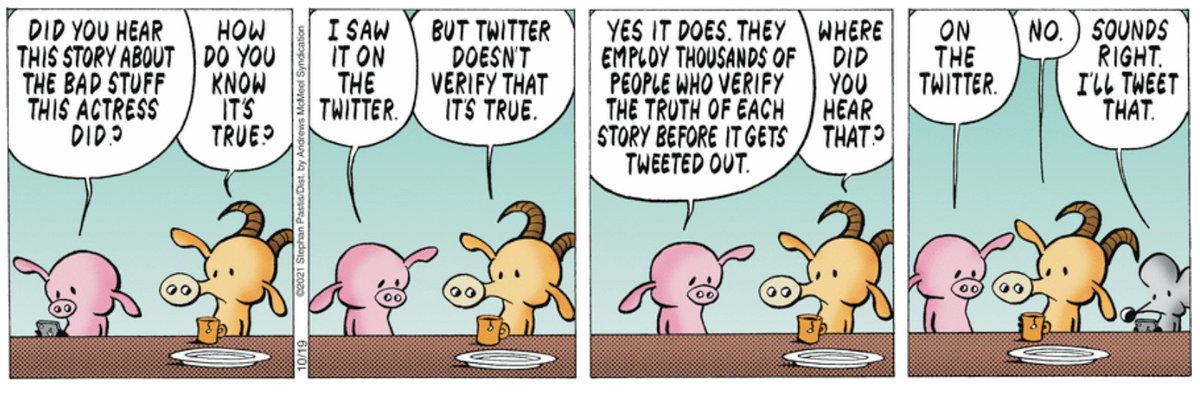 DID YOU HEAR
THIS STORY ABOUT
THE BAD STUFF
THIS ACTRESS
DID?
HOW
DO YOU
KNOW
IT'S
TRUE?
©2021 Stephan Pastis/Dist. by Andrews McMeel Syndication
10/19
I SAW
IT ON
THE
TWITTER.
BUT TWITTER
DOESN'T
VERIFY THAT
IT'S TRUE.
YES IT DOES. THEY
EMPLOY THOUSANDS OF
PEOPLE WHO VERIFY
THE TRUTH OF EACH
STORY BEFORE IT GETS
TWEETED OUT.
WHERE
DID
YOU
HEAR
THAT?
ON
THE
TWITTER.
NO.
SOUNDS
RIGHT.
I'LL TWEET
THAT.